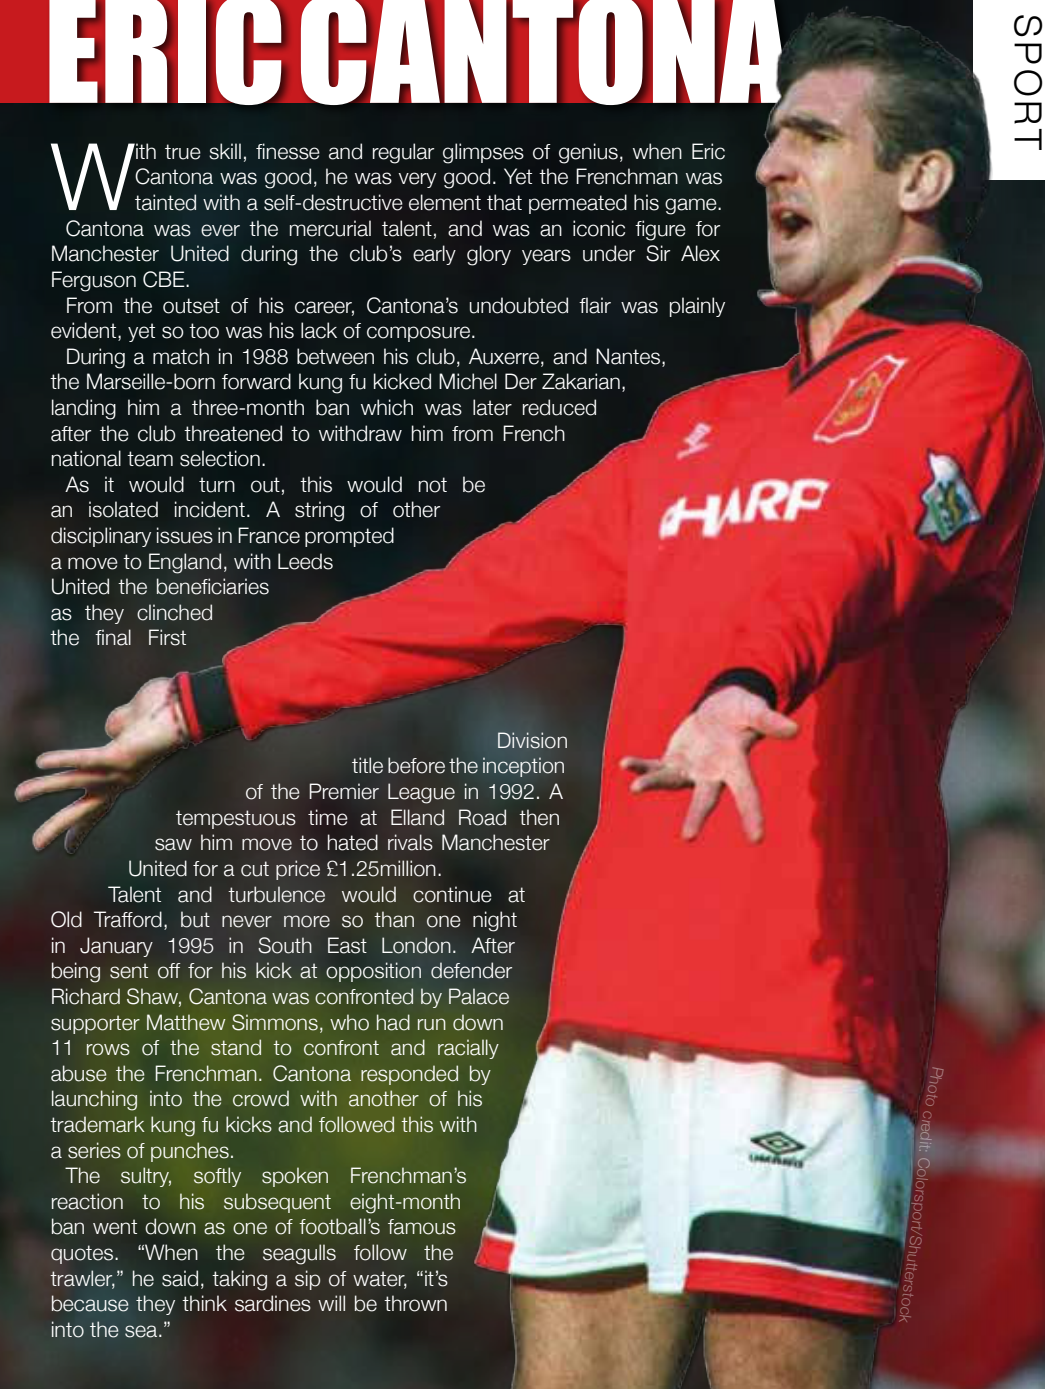 ERIC CANTONA
SPORT
With true skill, finesse and regular glimpses of genius, when Eric
Cantona was good, he was very good. Yet the Frenchman was
tainted with a self-destructive element that permeated his game.
Cantona was ever the mercurial talent, and was an iconic figure for
Manchester United during the club’s early glory years under Sir Alex
Ferguson CBE.
From the outset of his career, Cantona’s undoubted flair was plainly
evident, yet so too was his lack of composure.
During a match in 1988 between his club, Auxerre, and Nantes,
the Marseille-born forward kung fu kicked Michel Der Zakarian,
landing him a three-month ban which was later reduced
after the club threatened to withdraw him from French
national team selection.
As it would turn out, this would not be
an isolated incident. A string of other
disciplinary issues in France prompted
a move to England, with Leeds
United the beneficiaries
as they clinched
the final First
Division
title before the inception
of the Premier League in 1992. A
tempestuous time at Elland Road then
saw him move to hated rivals Manchester
United for a cut price £1.25million.
Talent and turbulence would continue at
Old Trafford, but never more so than one night
in January 1995 in South East London. After
being sent off for his kick at opposition defender
Richard Shaw, Cantona was confronted by Palace
supporter Matthew Simmons, who had run down
11 rows of the stand to confront and racially
abuse the Frenchman. Cantona responded by
launching into the crowd with another of his
trademark kung fu kicks and followed this with
a series of punches.
The sultry, softly spoken Frenchman’s
reaction to his subsequent eight-month
ban went down as one of football’s famous
quotes. “When the seagulls follow the
trawler,” he said, taking a sip of water, “it’s
because they think sardines will be thrown
into the sea.”
SHARP
UMBRO
Photo credit: Colorsport/Shutterstock